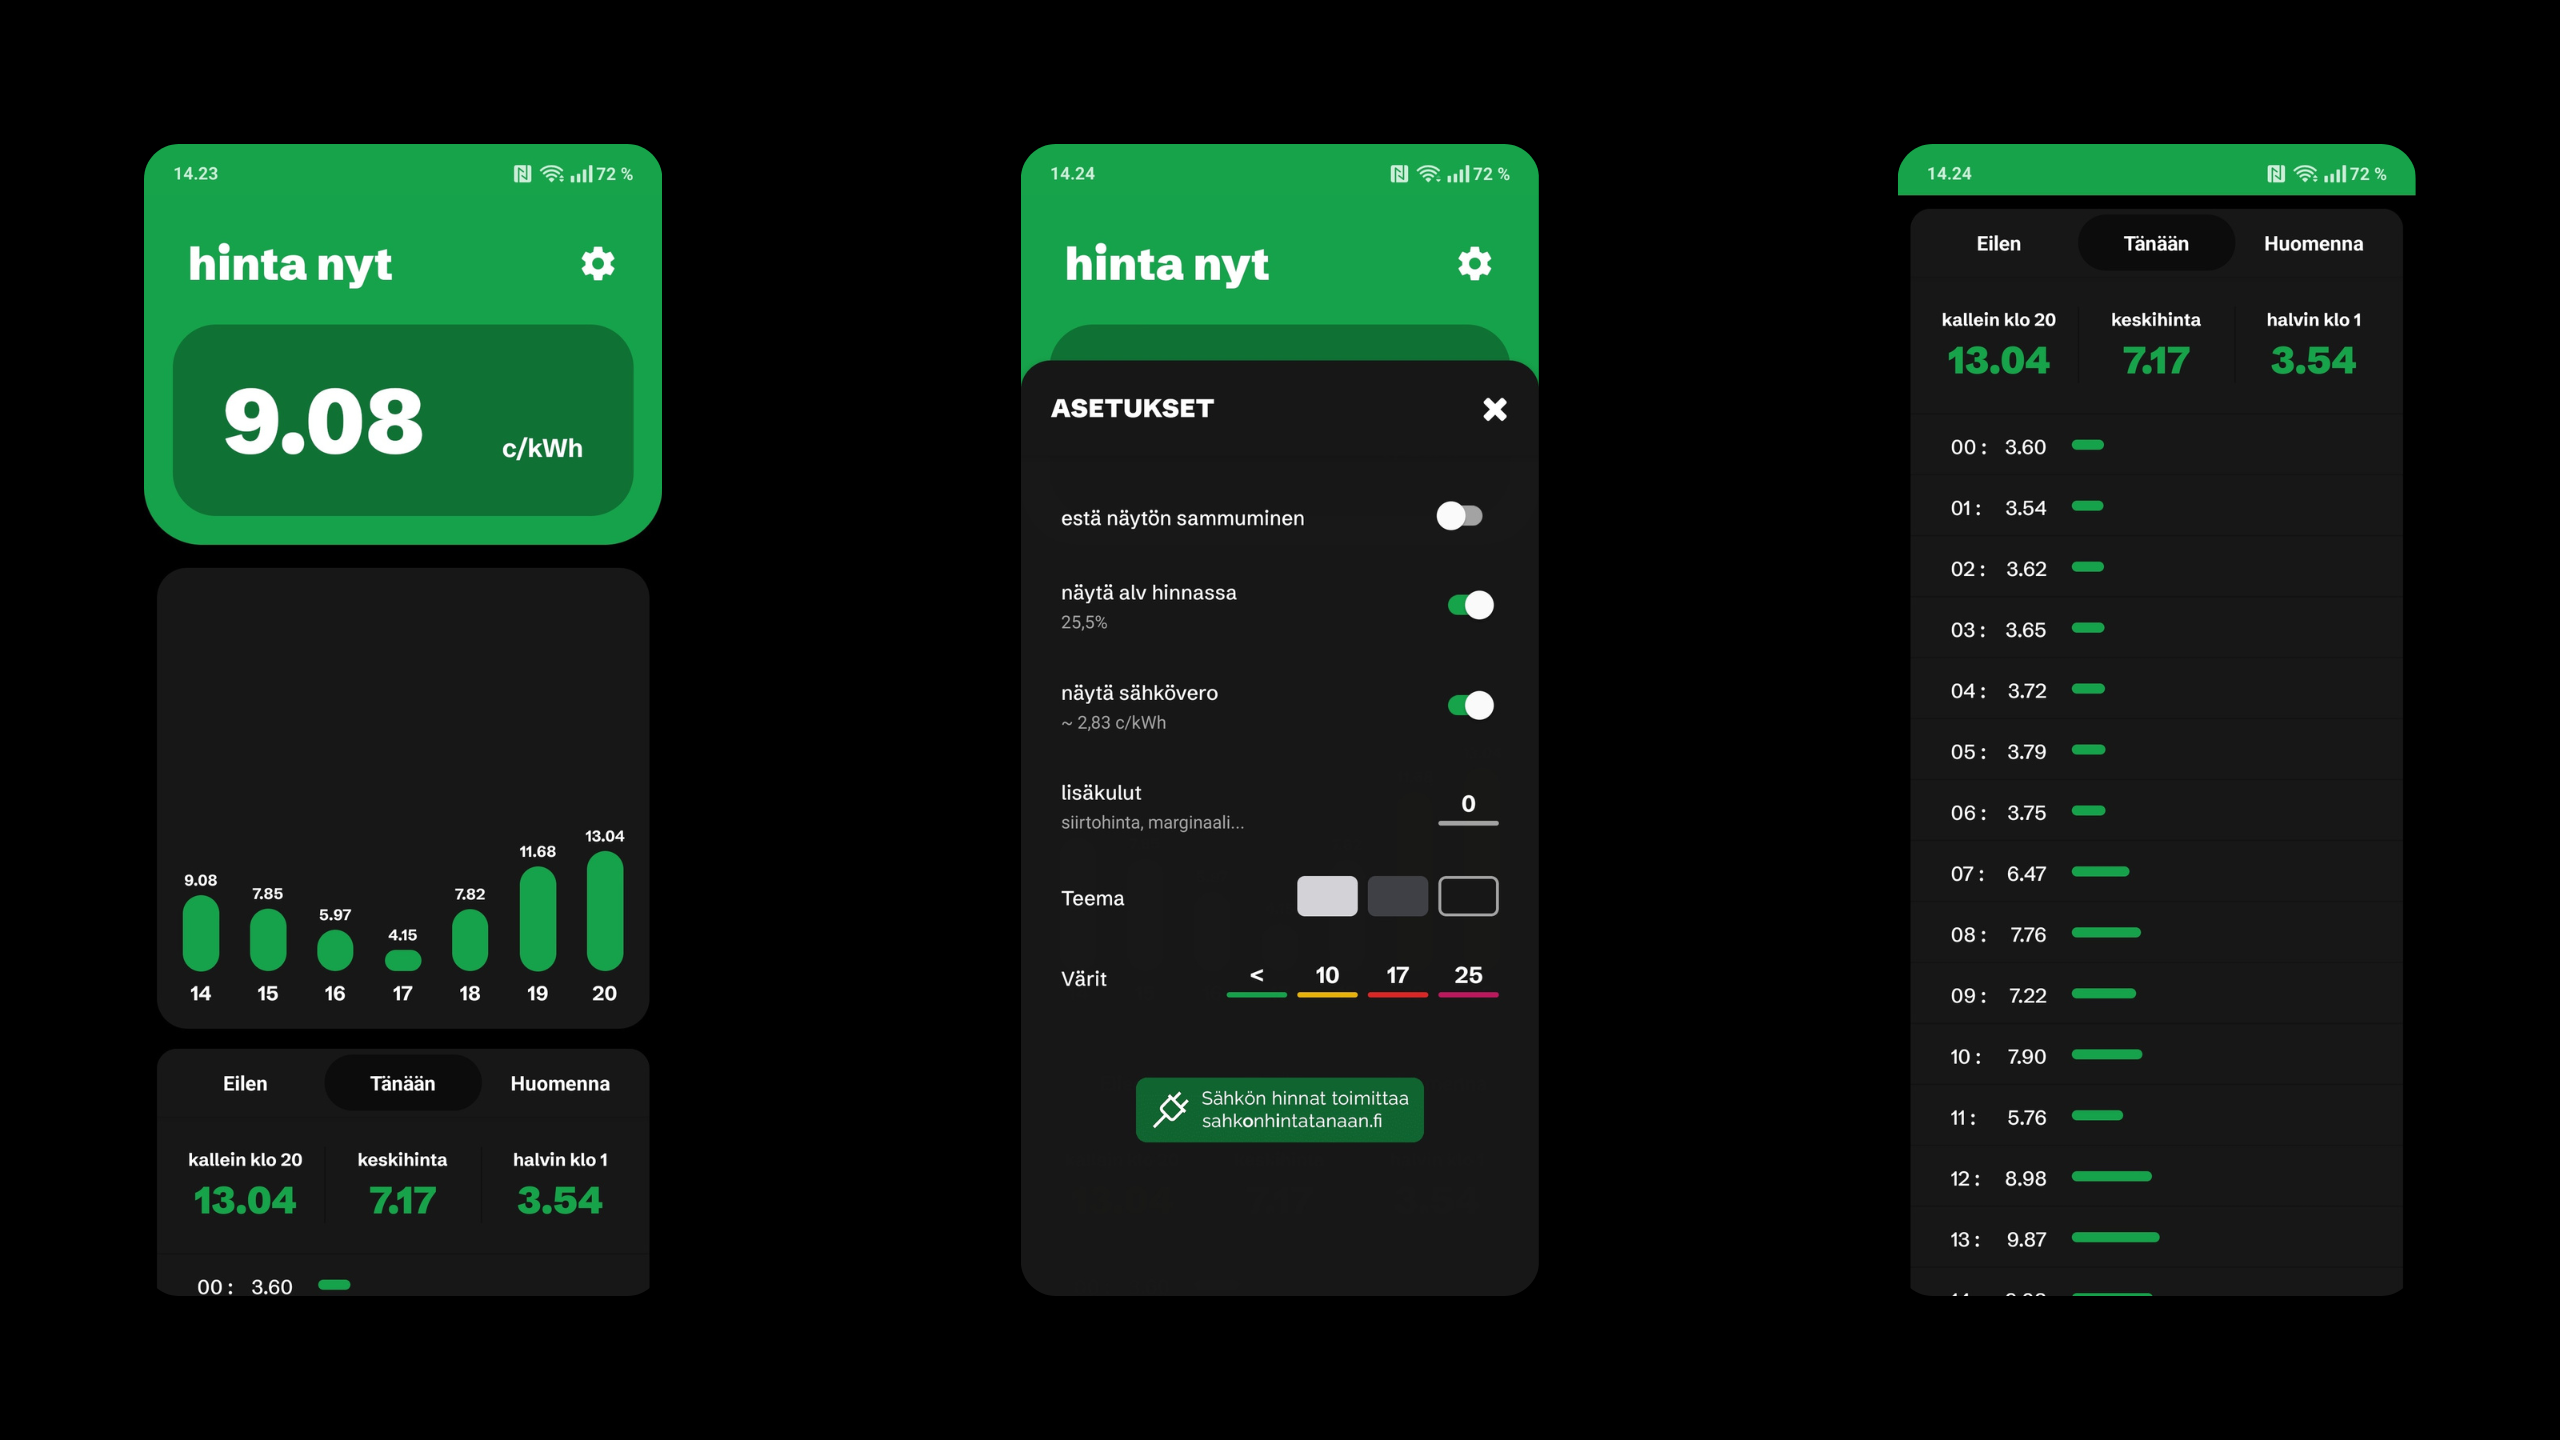 14.23
72 %
hinta nyt
9.08
c/kWh
9.08 7.85 5.97 4.15 7.82 11.68 13.04
14 15 16 17 18 19 20
Eilen Tänään Huomenna
kallein klo 20 keskihinta halvin klo 1
13.04 7.17 3.54
00 : 3.60
14.24
72 %
hinta nyt
ASETUKSET
estä näytön sammuminen
näytä alv hinnassa
25,5%
näytä sähkövero
~ 2,83 c/kWh
lisäkulut
0
siirtohinta, marginaali...
Teema
Värit < 10 17 25
Sähkön hinnat toimittaa
sahkonhintatanaan.fi
14.24
72 %
Eilen Tänään Huomenna
kallein klo 20 keskihinta halvin klo 1
13.04 7.17 3.54
00 : 3.60
01 : 3.54
02 : 3.62
03 : 3.65
04 : 3.72
05 : 3.79
06 : 3.75
07 : 6.47
08 : 7.76
09 : 7.22
10 : 7.90
11 : 5.76
12 : 8.98
13 : 9.87